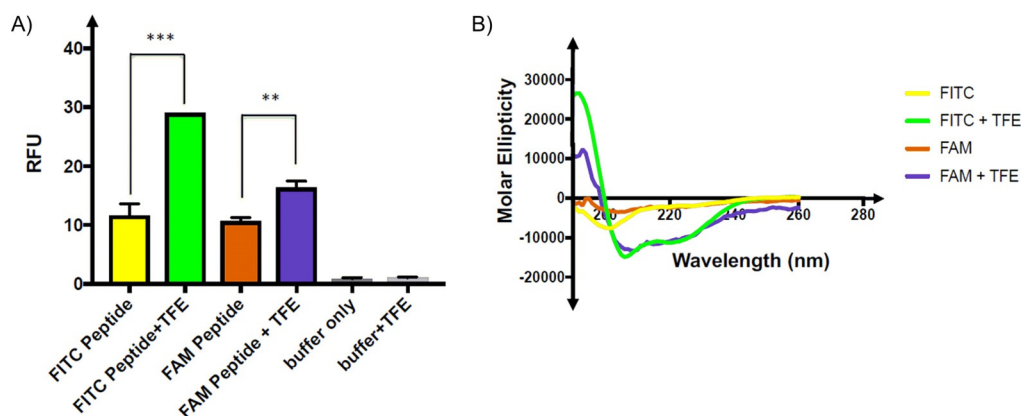 A)
RFU
40
30
20
10
0
***
**
FITC Peptide
FITC Peptide+TFE
FAM Peptide
FAM Peptide + TFE
buffer only
buffer+TFE
B)
Molar Ellipticity
30000
20000
10000
0
-10000
-20000
200 220 240 260 280
Wavelength (nm)
FITC
FITC + TFE
FAM
FAM + TFE